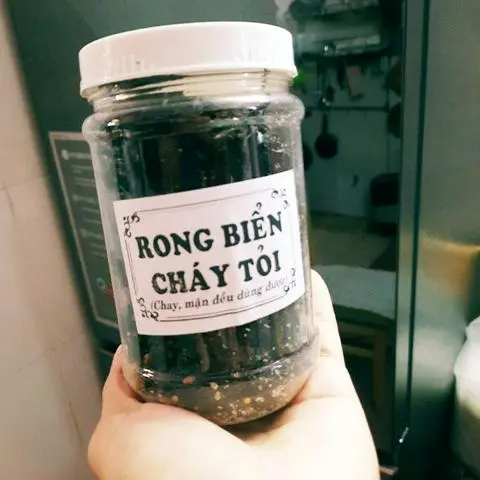 RONG BIỂN
CHÁY TỎI
(Chay, mặn đều dùng được)